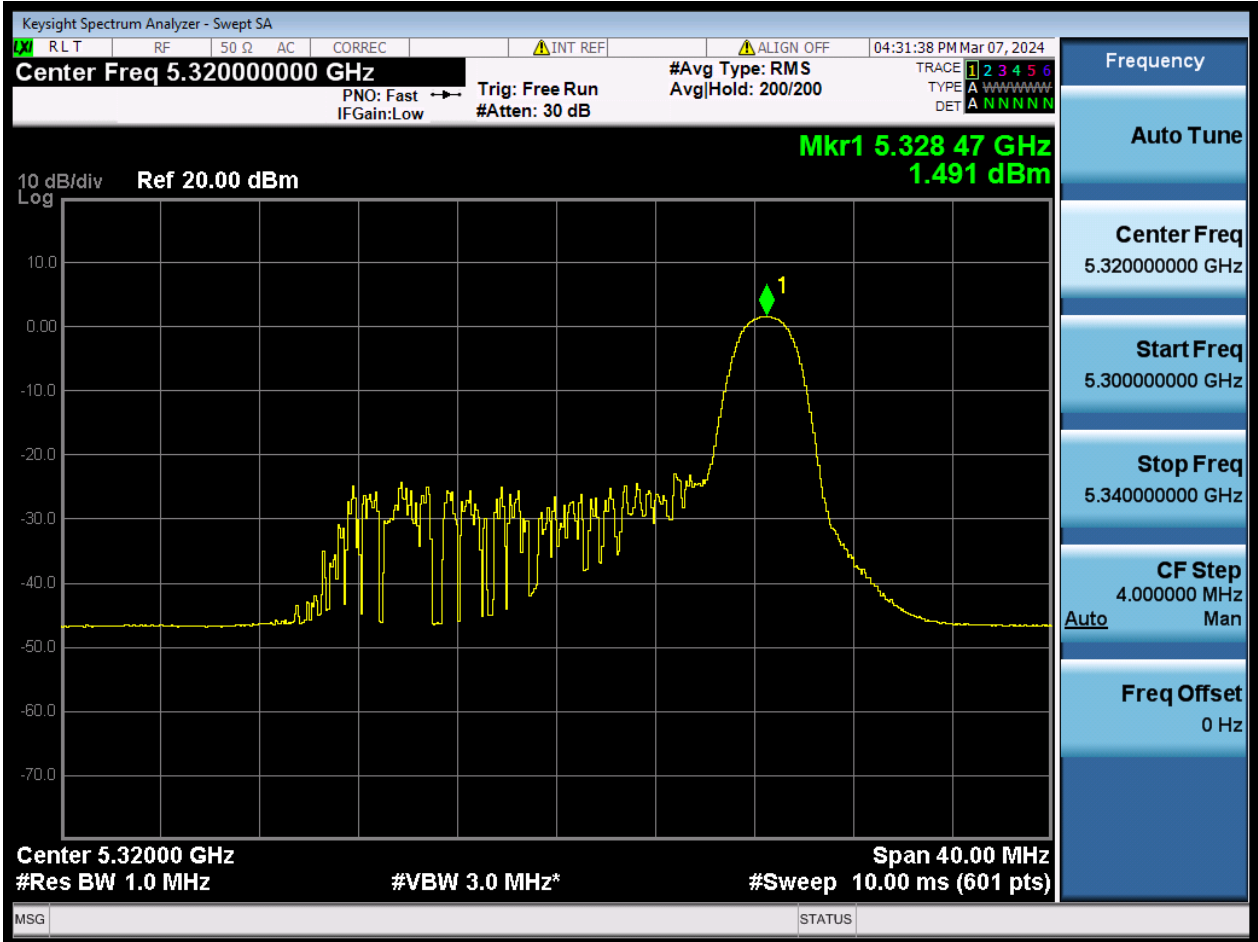 Keysight Spectrum Analyzer - Swept SA
LXI RLT RF 50 Ω AC CORREC INT REF ALIGN OFF 04:31:38 PM Mar 07, 2024
Center Freq 5.320000000 GHz
PNO: Fast
IFGain:Low
Trig: Free Run
#Atten: 30 dB
#Avg Type: RMS
Avg|Hold: 200/200
TRACE 1 2 3 4 5 6
TYPE A WWWWW
DET A N N N N N
Mkr1 5.328 47 GHz
1.491 dBm
10 dB/div Ref 20.00 dBm
Log
10.0
0.00
-10.0
-20.0
-30.0
-40.0
-50.0
-60.0
-70.0
1
Center 5.32000 GHz Span 40.00 MHz
#Res BW 1.0 MHz #VBW 3.0 MHz* #Sweep 10.00 ms (601 pts)
MSG STATUS
Frequency
Auto Tune
Center Freq
5.320000000 GHz
Start Freq
5.300000000 GHz
Stop Freq
5.340000000 GHz
CF Step
4.000000 MHz
Auto Man
Freq Offset
0 Hz